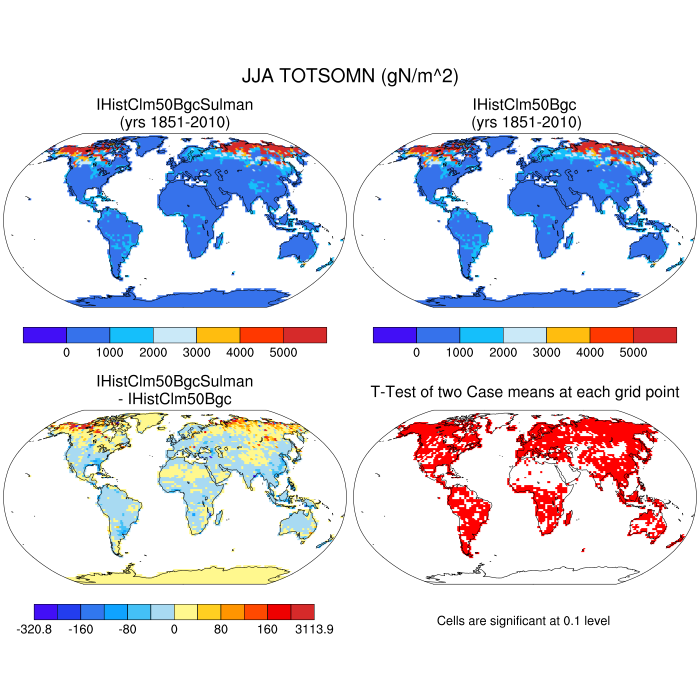 JJA TOTSOMN (gN/m^2)
IHistClm50BgcSulman
(yrs 1851-2010)
IHistClm50Bgc
(yrs 1851-2010)
0 1000 2000 3000 4000 5000
0 1000 2000 3000 4000 5000
IHistClm50BgcSulman
- IHistClm50Bgc
T-Test of two Case means at each grid point
-320.8 -160 -80 0 80 160 3113.9
Cells are significant at 0.1 level